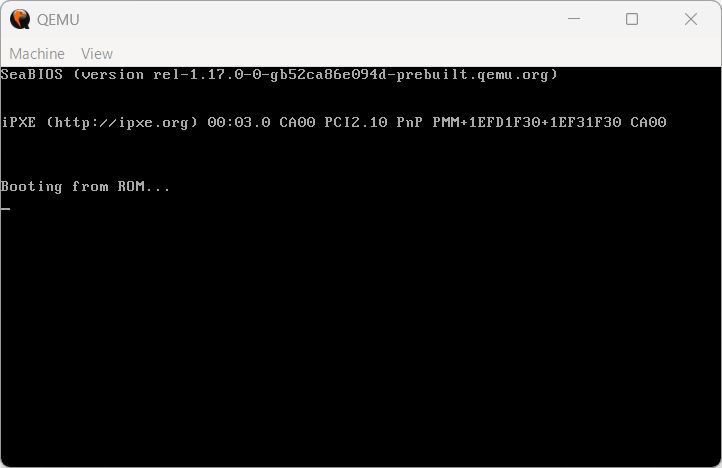 QEMU
Machine View
SeaBIOS (version rel-1.17.0-0-gb52ca86e094d-prebuilt.qemu.org)
iPXE (http://ipxe.org) 00:03.0 CA00 PCI2.10 PnP PMM+1EFD1F30+1EF31F30 CA00
Booting from ROM...